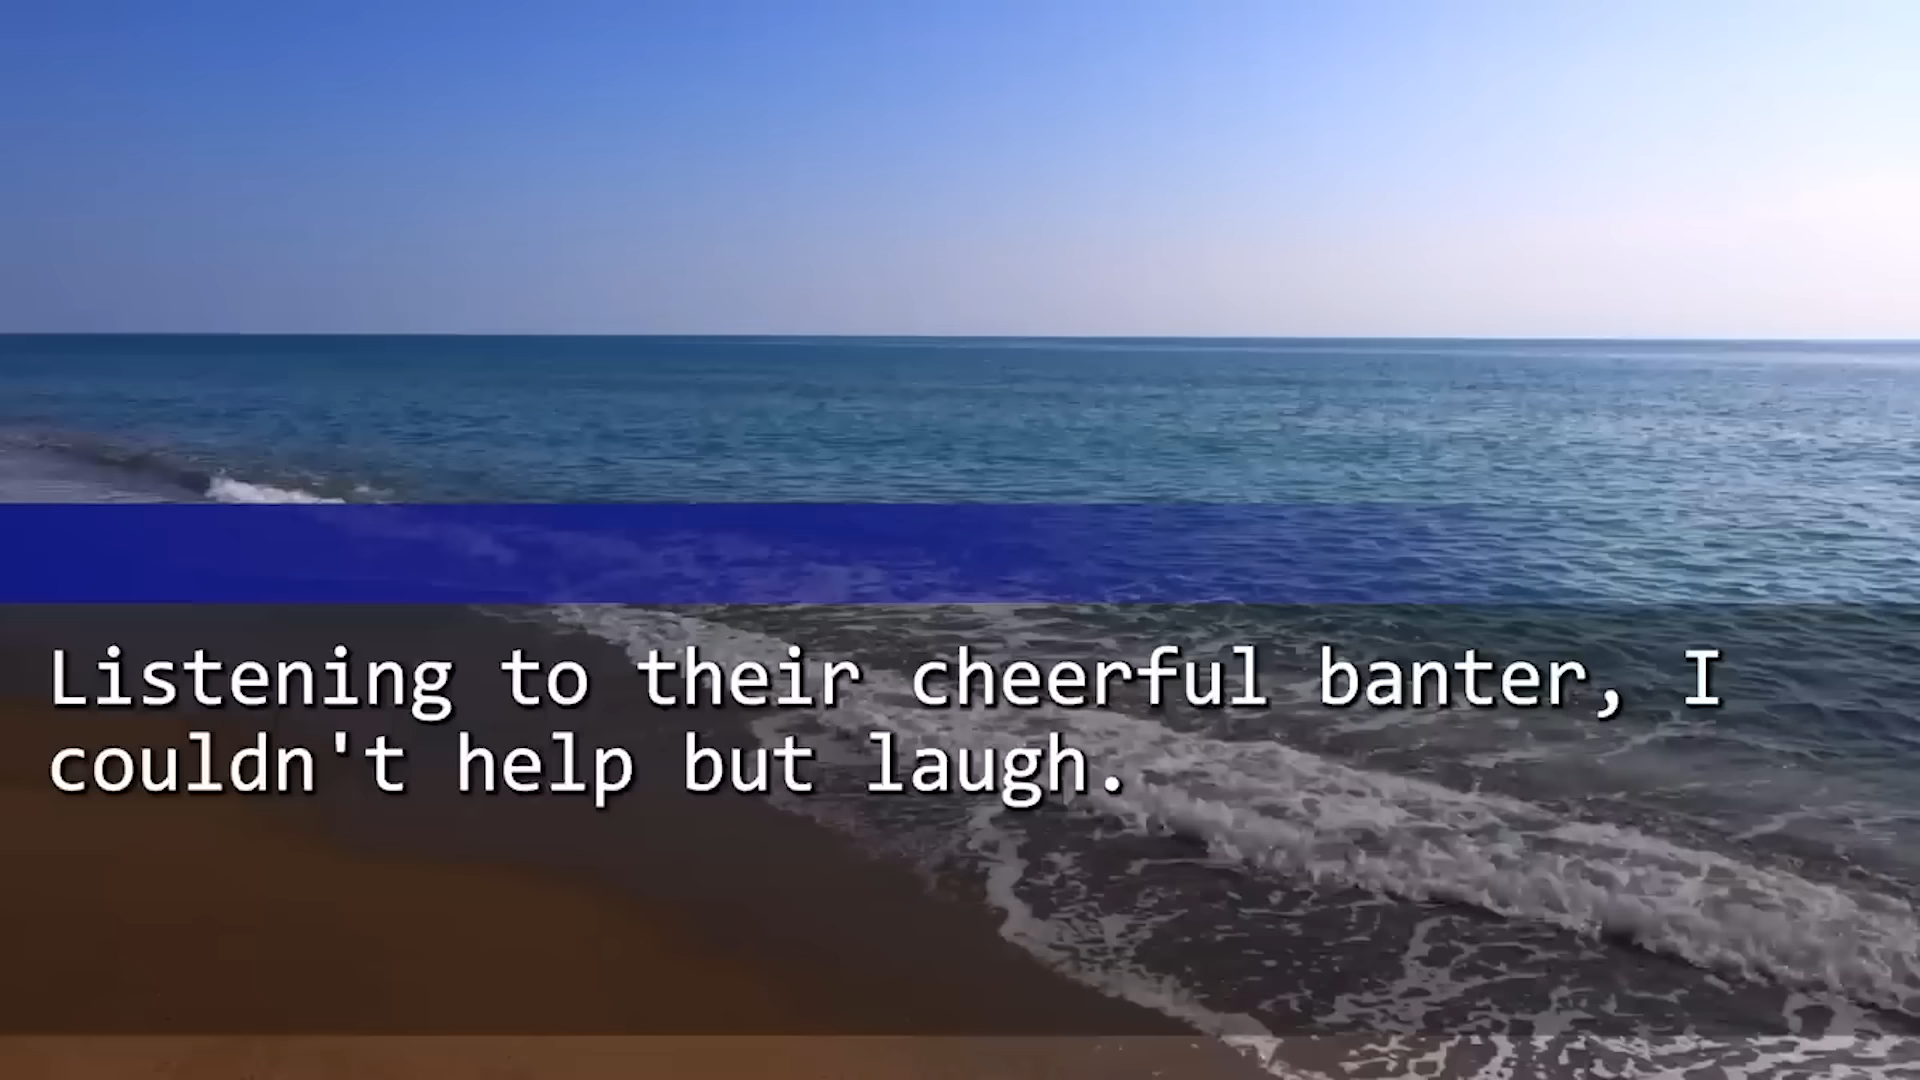 Listening to their cheerful banter, I
couldn't help but laugh.